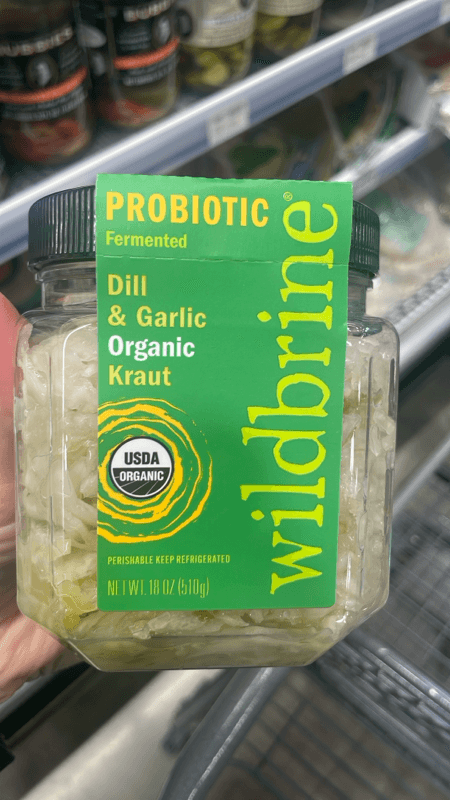 PROBIOTIC
Fermented
Dill
& Garlic
Organic
Kraut
USDA
ORGANIC
PERISHABLE KEEP REFRIGERATED
NET WT. 18 OZ (510g)
wildbrine®